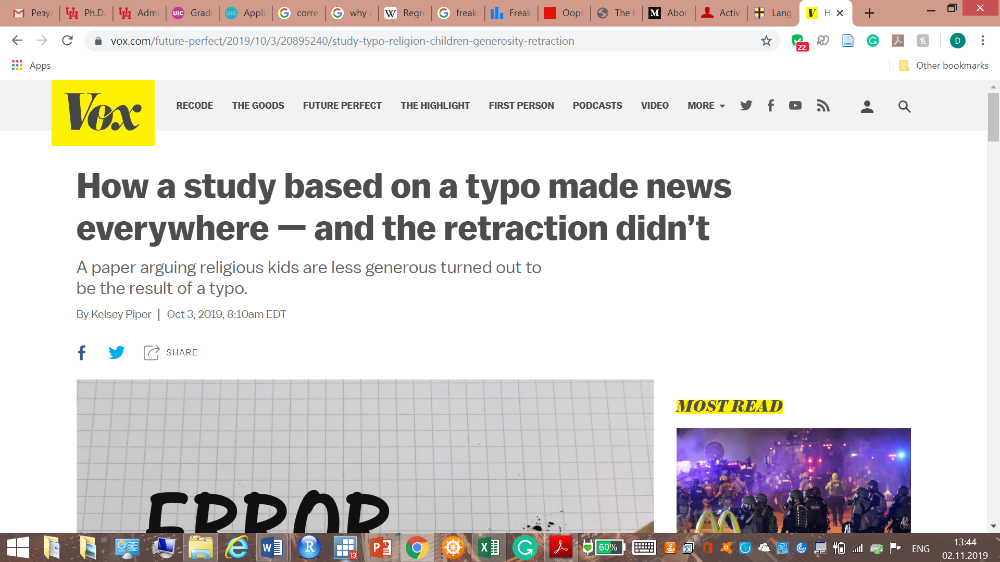 Резул
Ph.D.
Admi
Gradu
Appli
corre
why c
Regre
freak
Freak
Oops
The I
Abor
Activ
Lang
H
vox.com/future-perfect/2019/10/3/20895240/study-typo-religion-children-generosity-retraction
22
D
Apps
Other bookmarks
Vox
RECODE THE GOODS FUTURE PERFECT THE HIGHLIGHT FIRST PERSON PODCASTS VIDEO MORE
How a study based on a typo made news
everywhere — and the retraction didn’t
A paper arguing religious kids are less generous turned out to
be the result of a typo.
By Kelsey Piper | Oct 3, 2019, 8:10am EDT
SHARE
MOST READ
ERROR
13
60%
ENG
13:44
02.11.2019